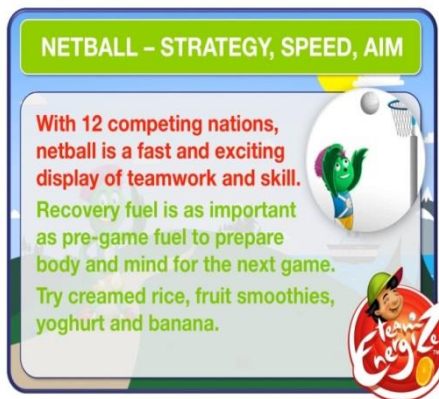 NETBALL – STRATEGY, SPEED, AIM
With 12 competing nations,
netball is a fast and exciting
display of teamwork and skill.
Recovery fuel is as important
as pre-game fuel to prepare
body and mind for the next game.
Try creamed rice, fruit smoothies,
yoghurt and banana.
team
Energize